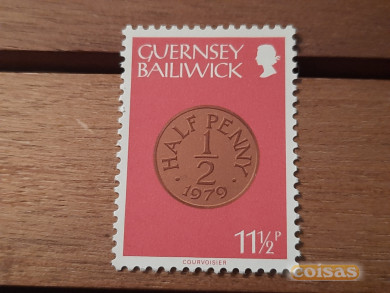 GUERNSEY
BAILIWICK
HALF PENNY
1/2
1979
11½P
COURVOISIER
coisas